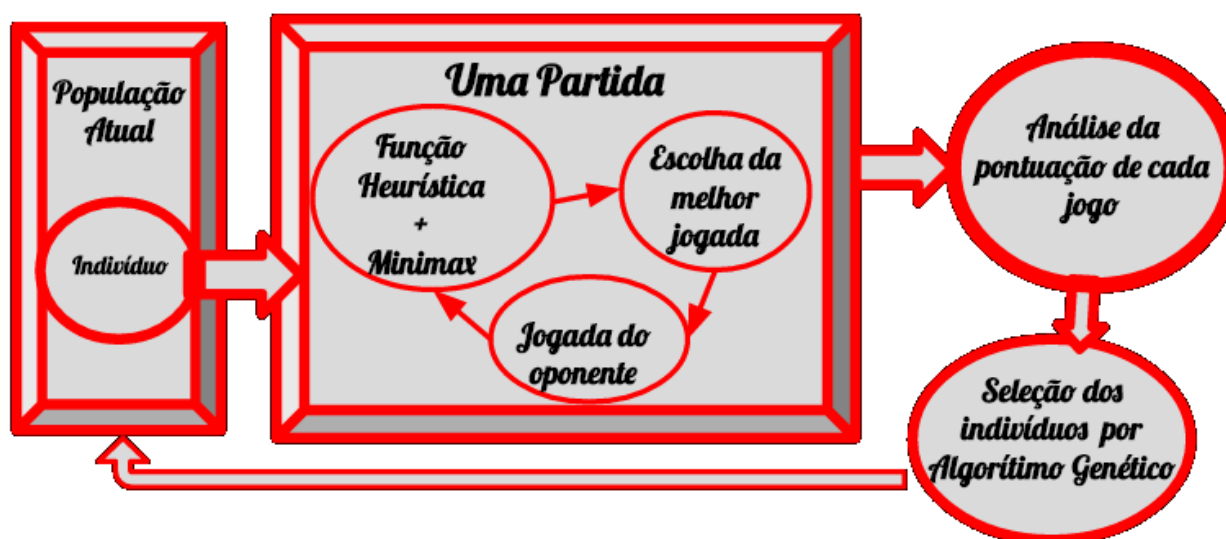 População
Atual
Indivíduo
Uma Partida
Função
Heurística
+
Minimax
Escolha da
melhor
jogada
Jogada do
oponente
Análise da
pontuação de cada
jogo
Seleção dos
indivíduos por
Algorítimo Genético